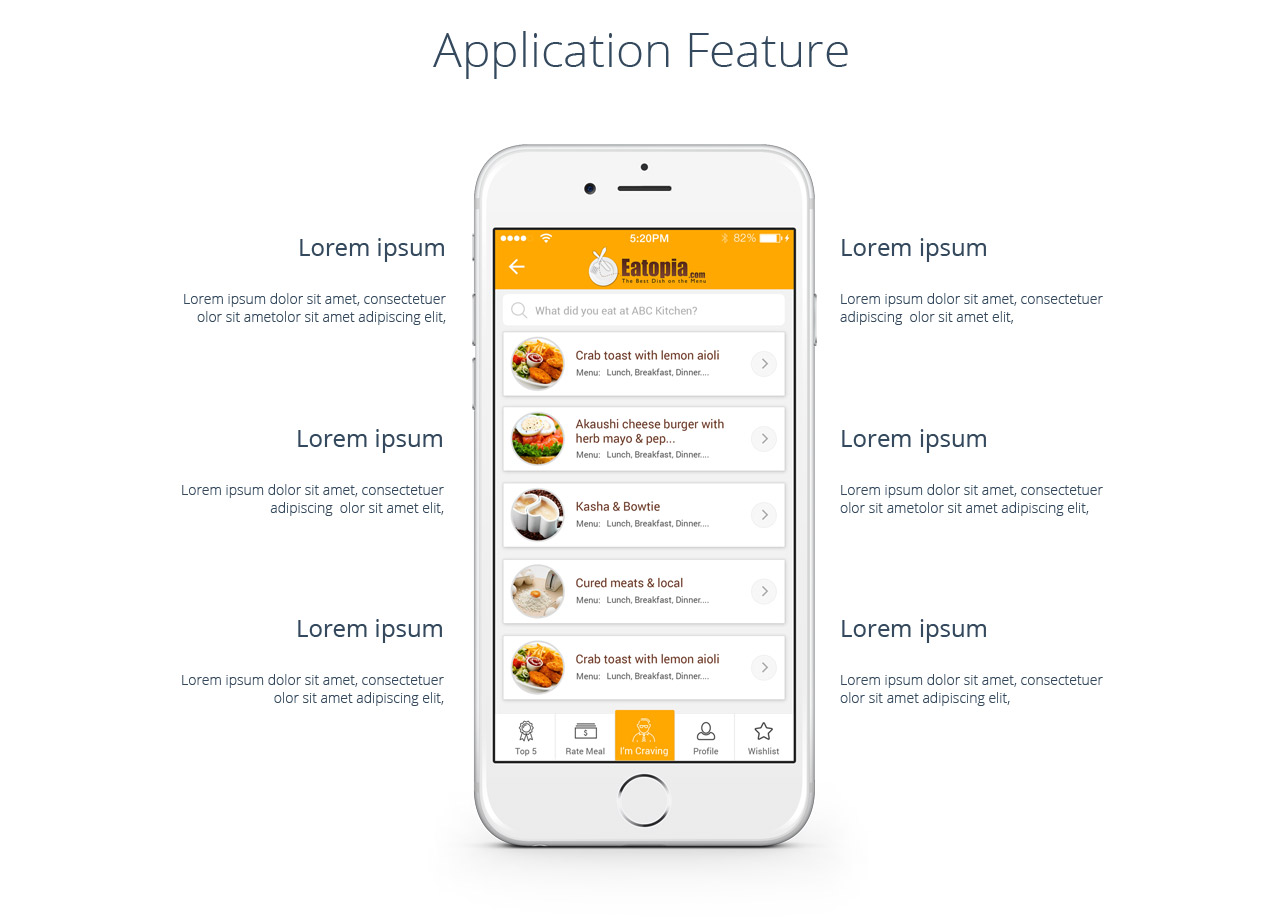 Application Feature
Lorem ipsum
Lorem ipsum dolor sit amet, consectetuer
olor sit ametolor sit amet adipiscing elit,
Lorem ipsum
Lorem ipsum dolor sit amet, consectetuer
adipiscing  olor sit amet elit,
Lorem ipsum
Lorem ipsum dolor sit amet, consectetuer
olor sit amet adipiscing elit,
5:20PM
82%
Eatopia.com
The Best Dish on the Menu
What did you eat at ABC Kitchen?
Crab toast with lemon aioli
Menu: Lunch, Breakfast, Dinner....
Akaushi cheese burger with
herb mayo & pep...
Menu: Lunch, Breakfast, Dinner....
Kasha & Bowtie
Menu: Lunch, Breakfast, Dinner....
Cured meats & local
Menu: Lunch, Breakfast, Dinner....
Crab toast with lemon aioli
Menu: Lunch, Breakfast, Dinner....
Top 5
Rate Meal
$
I'm Craving
Profile
Wishlist
Lorem ipsum
Lorem ipsum dolor sit amet, consectetuer
adipiscing  olor sit amet elit,
Lorem ipsum
Lorem ipsum dolor sit amet, consectetuer
olor sit ametolor sit amet adipiscing elit,
Lorem ipsum
Lorem ipsum dolor sit amet, consectetuer
olor sit amet adipiscing elit,